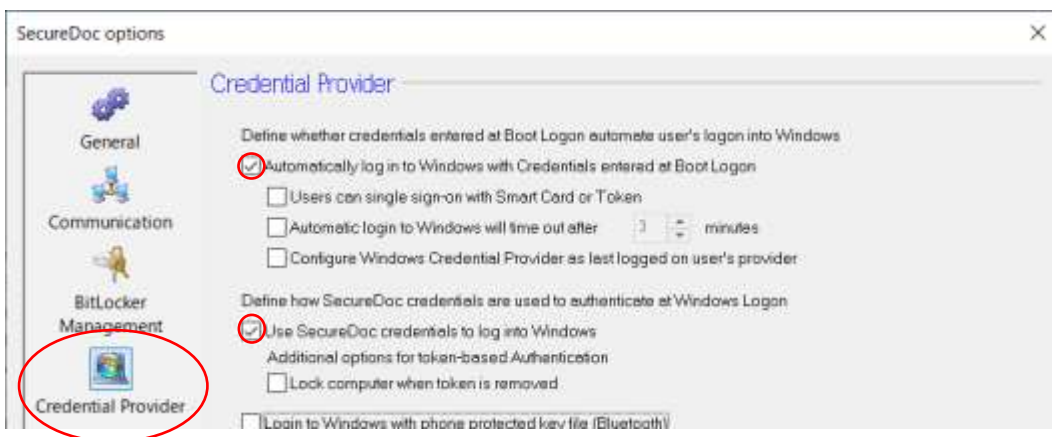 SecureDoc options
General
Communication
BitLocker
Management
Credential Provider
Credential Provider
Define whether credentials entered at Boot Logon automate user's logon into Windows
Automatically log in to Windows with Credentials entered at Boot Logon
Users can single sign-on with Smart Card or Token
Automatic login to Windows will time out after 3 minutes
Configure Windows Credential Provider as last logged on user's provider
Define how SecureDoc credentials are used to authenticate at Windows Logon
Use SecureDoc credentials to log into Windows
Additional options for token-based Authentication
Lock computer when token is removed
Login to Windows with phone protected key file (Bluetooth)